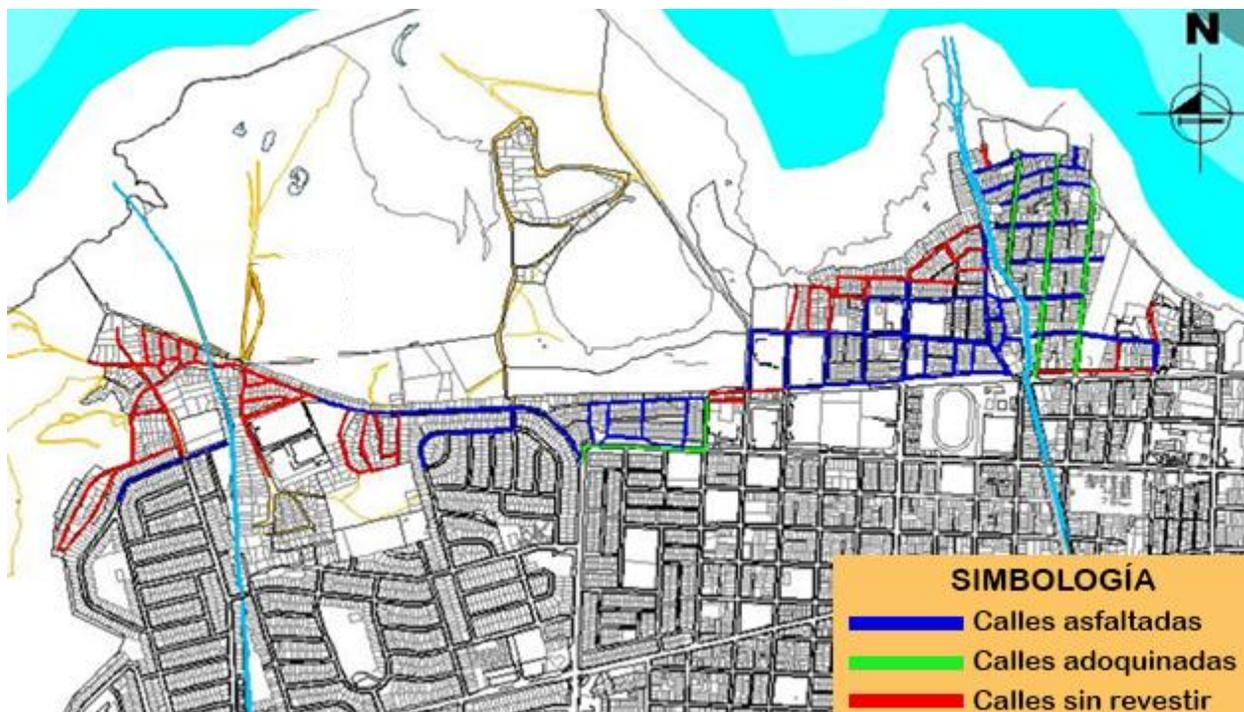 N
SIMBOLOGÍA
Calles asfaltadas
Calles adoquinadas
Calles sin revestir